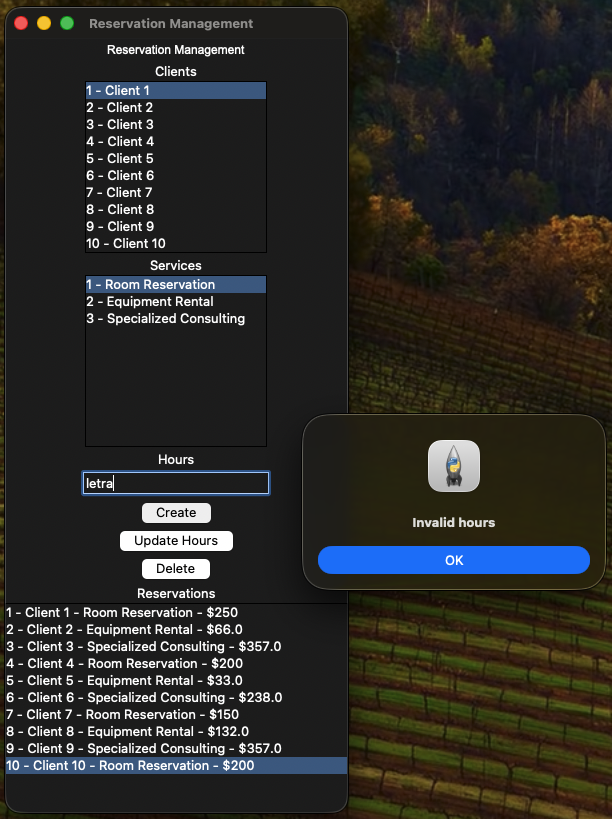 Reservation Management
Reservation Management
Clients
1 - Client 1
2 - Client 2
3 - Client 3
4 - Client 4
5 - Client 5
6 - Client 6
7 - Client 7
8 - Client 8
9 - Client 9
10 - Client 10
Services
1 - Room Reservation
2 - Equipment Rental
3 - Specialized Consulting
Hours
letra
Create
Update Hours
Delete
Reservations
1 - Client 1 - Room Reservation - $250
2 - Client 2 - Equipment Rental - $66.0
3 - Client 3 - Specialized Consulting - $357.0
4 - Client 4 - Room Reservation - $200
5 - Client 5 - Equipment Rental - $33.0
6 - Client 6 - Specialized Consulting - $238.0
7 - Client 7 - Room Reservation - $150
8 - Client 8 - Equipment Rental - $132.0
9 - Client 9 - Specialized Consulting - $357.0
10 - Client 10 - Room Reservation - $200
Invalid hours
OK